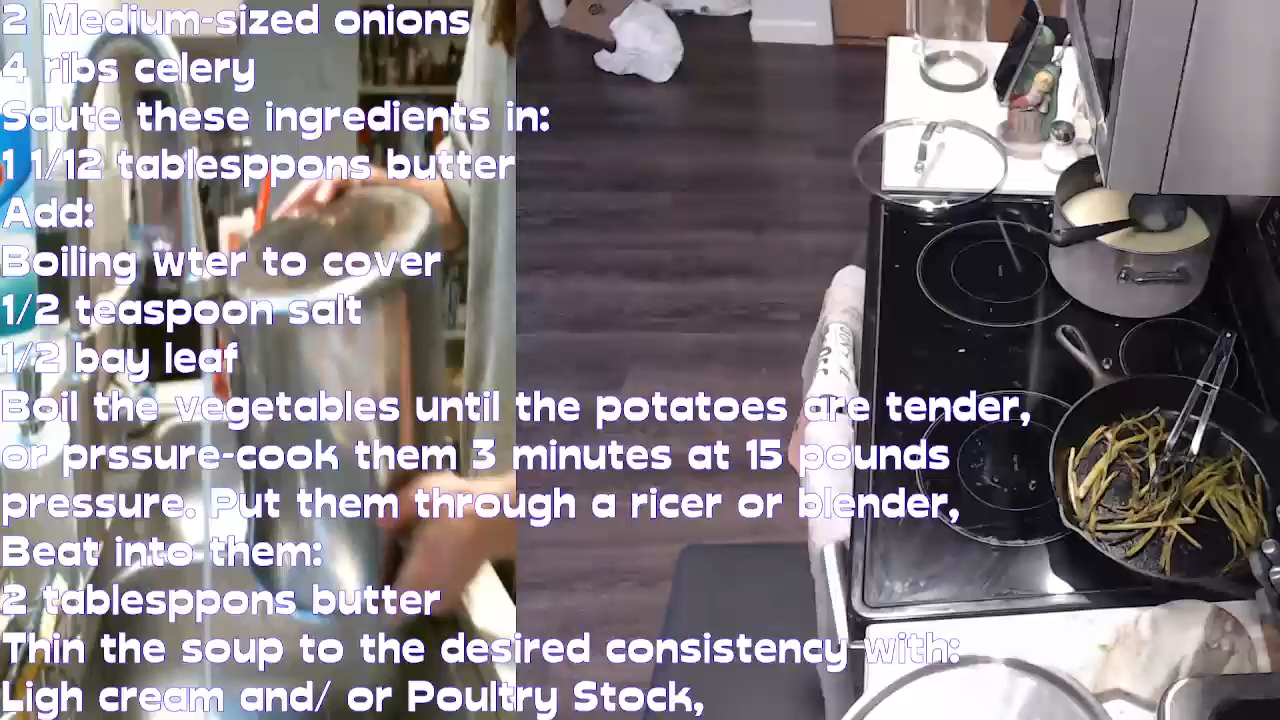 2 Medium-sized onions
4 ribs celery
Saute these ingredients in:
1 1/12 tablesppons butter
Add:
Boiling wter to cover
1/2 teaspoon salt
1/2 bay leaf
Boil the vegetables until the potatoes are tender,
or prssure-cook them 3 minutes at 15 pounds
pressure. Put them through a ricer or blender,
Beat into them:
2 tablesppons butter
Thin the soup to the desired consistency with:
Ligh cream and/ or Poultry Stock,